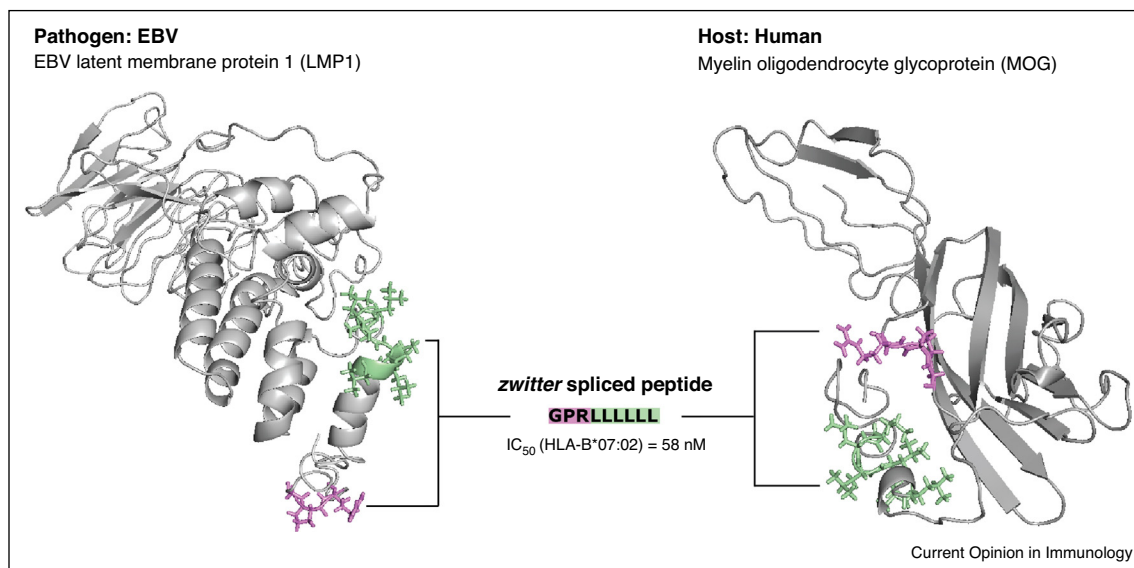 Pathogen: EBV
EBV latent membrane protein 1 (LMP1)
Host: Human
Myelin oligodendrocyte glycoprotein (MOG)
zwitter spliced peptide
GPRLLLLLL
IC50 (HLA-B*07:02) = 58 nM
Current Opinion in Immunology